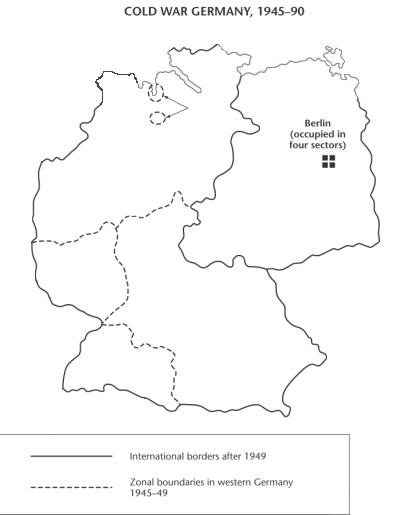 COLD WAR GERMANY, 1945–90
Berlin
(occupied in
four sectors)
International borders after 1949
Zonal boundaries in western Germany
1945–49